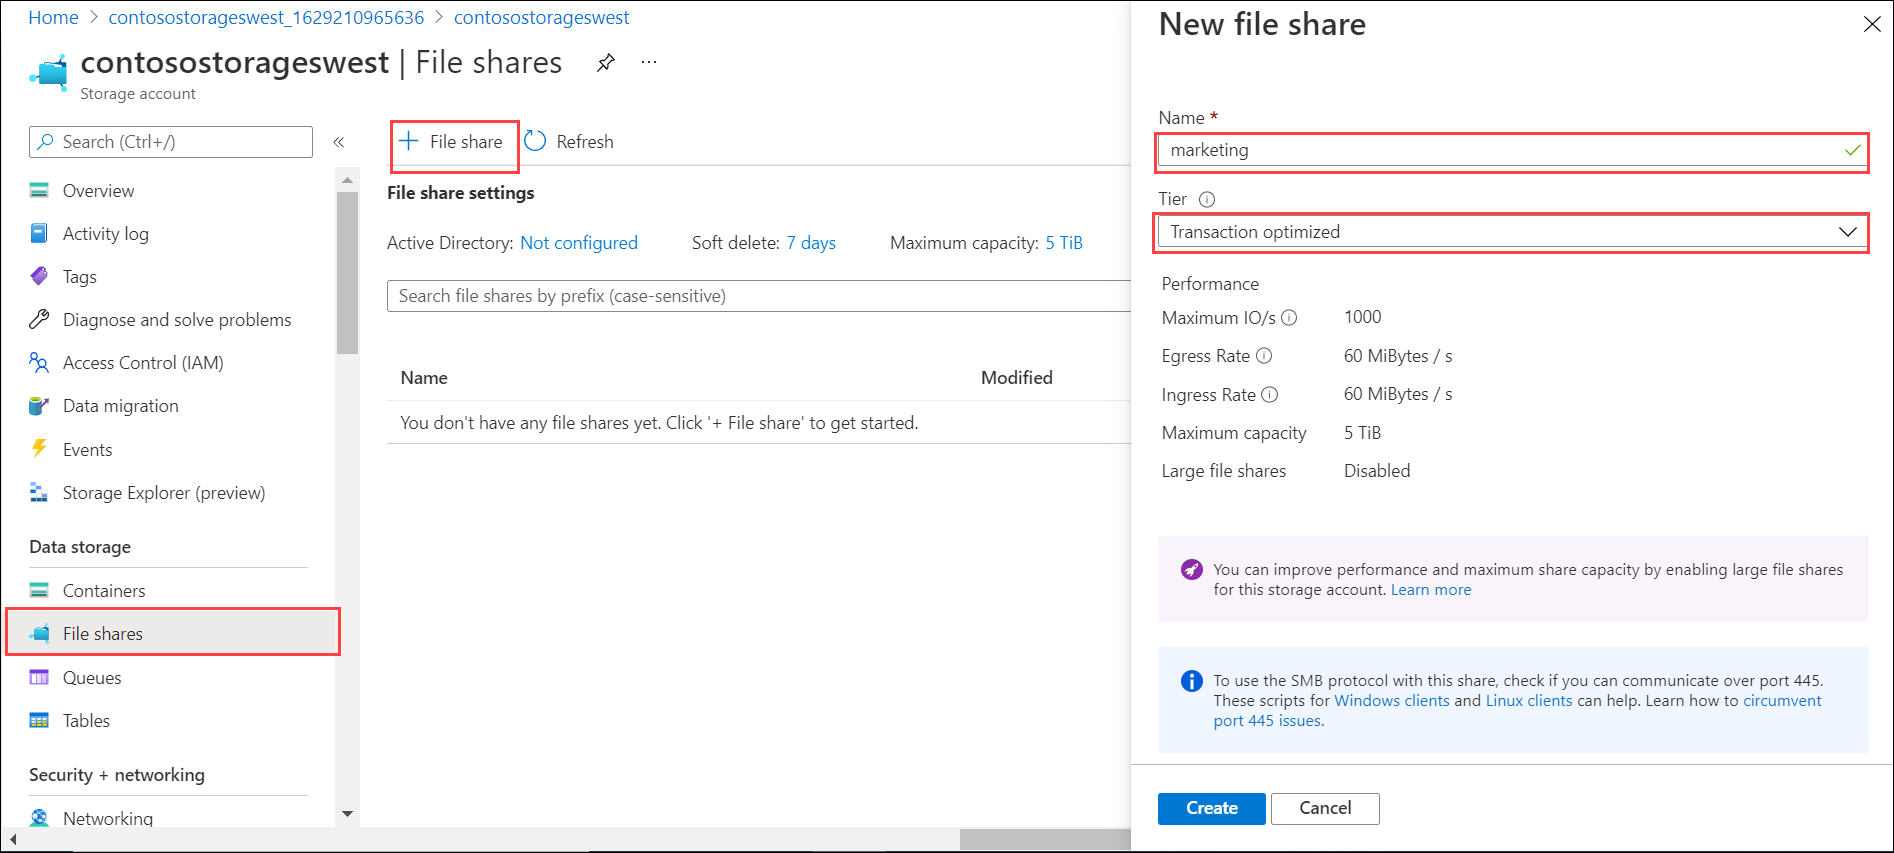 Home > contosostorageswest_1629210965636 > contosostorageswest
contosostorageswest | File shares ...
Storage account
Search (Ctrl+/) «
Overview
Activity log
Tags
Diagnose and solve problems
Access Control (IAM)
Data migration
Events
Storage Explorer (preview)
Data storage
Containers
File shares
Queues
Tables
Security + networking
Networking
+ File share Refresh
File share settings
Active Directory: Not configured Soft delete: 7 days Maximum capacity: 5 TiB
Search file shares by prefix (case-sensitive)
Name Modified
You don't have any file shares yet. Click '+ File share' to get started.
New file share
Name *
marketing
Tier
Transaction optimized
Performance
Maximum IO/s 1000
Egress Rate 60 MiBytes / s
Ingress Rate 60 MiBytes / s
Maximum capacity 5 TiB
Large file shares Disabled
You can improve performance and maximum share capacity by enabling large file shares
for this storage account. Learn more
To use the SMB protocol with this share, check if you can communicate over port 445.
These scripts for Windows clients and Linux clients can help. Learn how to circumvent
port 445 issues.
Create Cancel